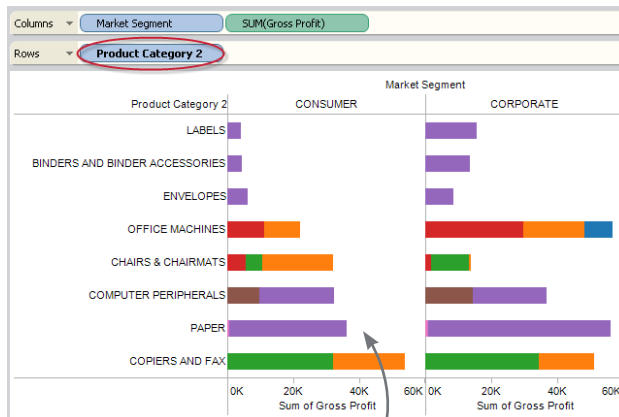 Columns Market Segment SUM(Gross Profit)
Rows Product Category 2
Market Segment
Product Category 2 CONSUMER CORPORATE
LABELS
BINDERS AND BINDER ACCESSORIES
ENVELOPES
OFFICE MACHINES
CHAIRS & CHAIRMATS
COMPUTER PERIPHERALS
PAPER
COPIERS AND FAX
0K 20K 40K 60K 0K 20K 40K 60K
Sum of Gross Profit Sum of Gross Profit